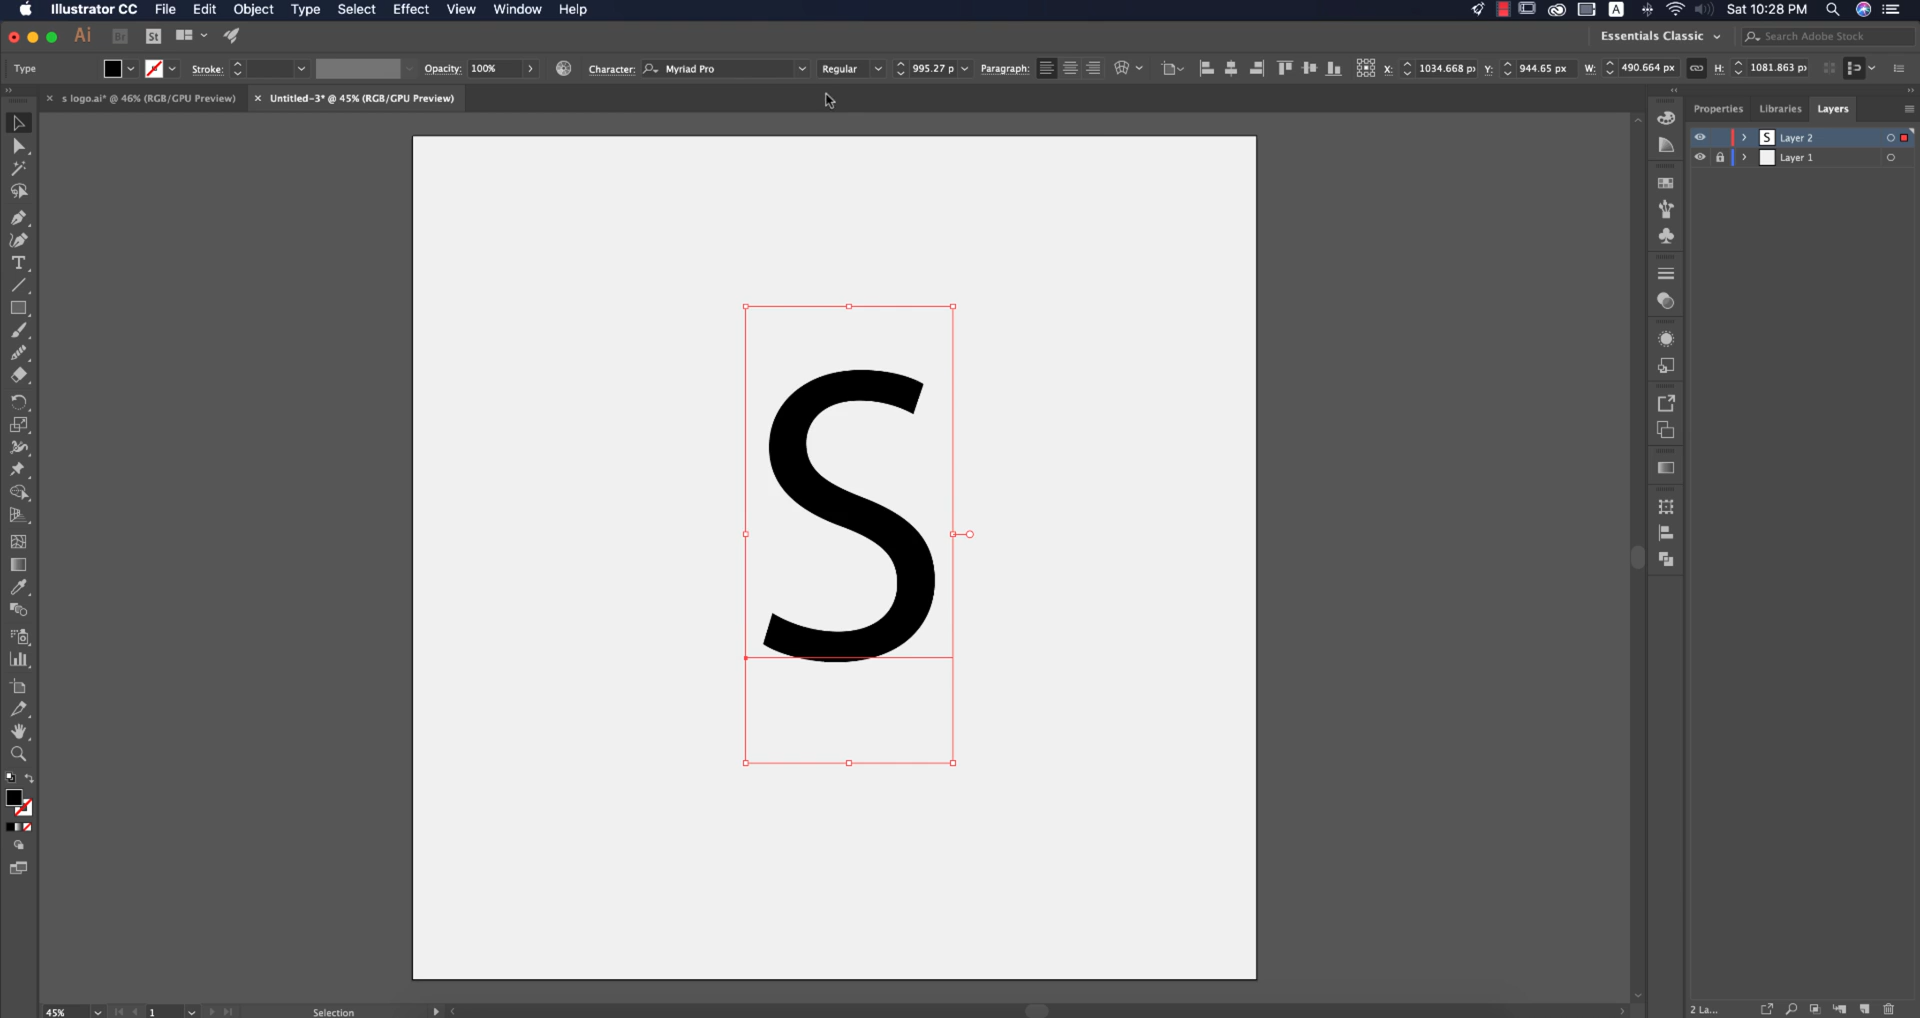 Illustrator CC File Edit Object Type Select Effect View Window Help A Sat 10:28 PM
Ai Br St Essentials Classic Search Adobe Stock
Type Stroke: Opacity: 100% Character: Myriad Pro Regular 995.27 p Paragraph: X: 1034.668 p Y: 944.65 px W: 490.664 px H: 1081.863 p
s logo.ai* @ 46% (RGB/GPU Preview) Untitled-3* @ 45% (RGB/GPU Preview)
Properties Libraries Layers
S Layer 2
Layer 1
S
45% 1 Selection 2 La...